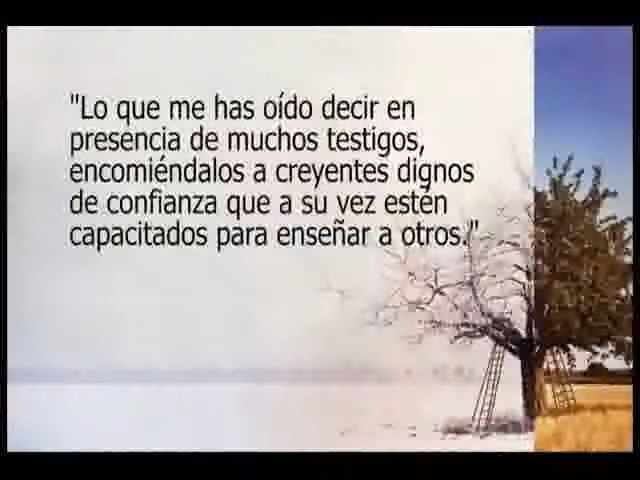 "Lo que me has oído decir en
presencia de muchos testigos,
encomiéndalos a creyentes dignos
de confianza que a su vez estén
capacitados para enseñar a otros."